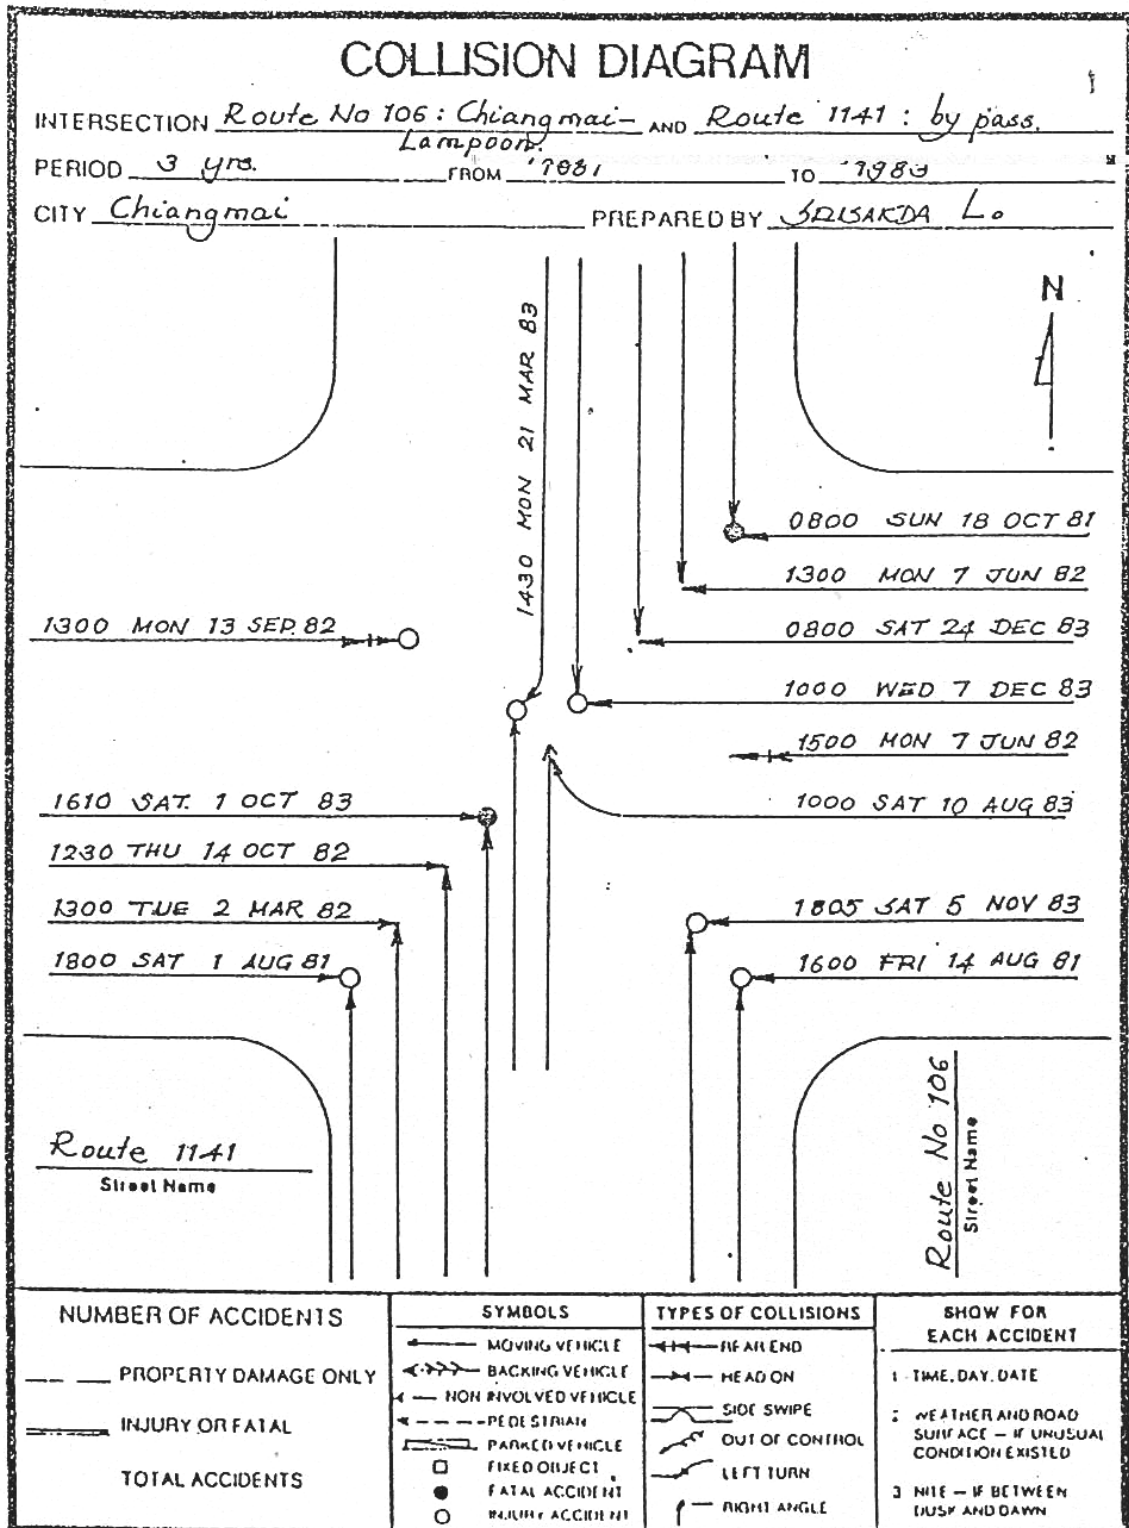 COLLISION DIAGRAM
INTERSECTION Route No 106 : Chiangmai- AND Route 1141 : by pass.
Lampoon.
PERIOD 3 yrs. FROM 1981 TO 1983
CITY Chiangmai PREPARED BY SRISAKDA L.
N
1430 MON 21 MAR 83
0800 SUN 18 OCT 81
1300 MON 7 JUN 82
1300 MON 13 SEP. 82
0800 SAT 24 DEC 83
1000 WED 7 DEC 83
1500 MON 7 JUN 82
1610 SAT. 1 OCT 83
1000 SAT 10 AUG 83
1230 THU 14 OCT 82
1300 TUE 2 MAR 82
1805 SAT 5 NOV 83
1800 SAT 1 AUG 81
1600 FRI 14 AUG 81
Route 1141
Street Name
Route No 106
Street Name
NUMBER OF ACCIDENTS
PROPERTY DAMAGE ONLY
INJURY OR FATAL
TOTAL ACCIDENTS
SYMBOLS
MOVING VEHICLE
BACKING VEHICLE
NON INVOLVED VEHICLE
PEDESTRIAN
PARKED VEHICLE
FIXED OBJECT
FATAL ACCIDENT
INJURY ACCIDENT
TYPES OF COLLISIONS
REAR END
HEAD ON
SIDE SWIPE
OUT OF CONTROL
LEFT TURN
RIGHT ANGLE
SHOW FOR
EACH ACCIDENT
1 TIME, DAY, DATE
2 WEATHER AND ROAD
SURFACE – IF UNUSUAL
CONDITION EXISTED
3 NITE – IF BETWEEN
DUSK AND DAWN